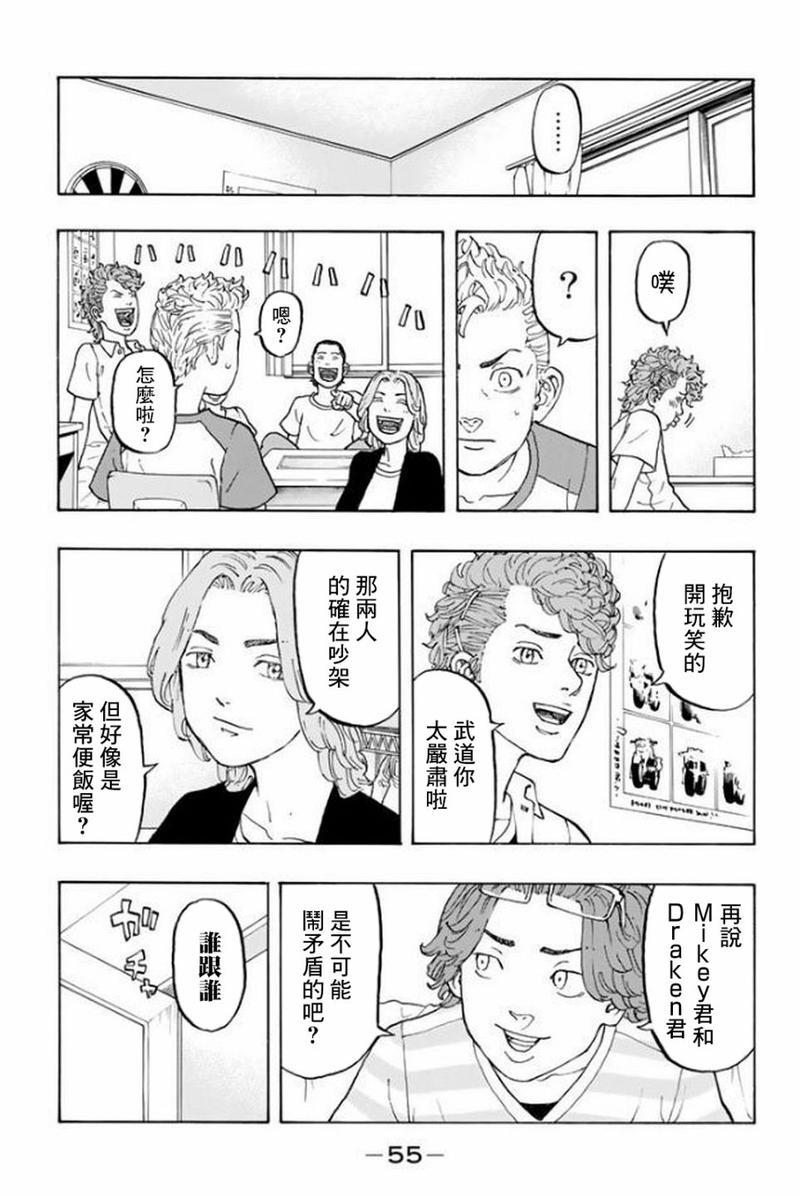 ……
噗
？
嗯？
怎麼啦？
抱歉
開玩笑的
武道你
太嚴肅啦
那兩人
的確在吵架
但好像是
家常便飯喔？
再說
Mikey君和
Draken君
是不可能
鬧矛盾的吧？
ガ
チャ
誰跟誰
—55—